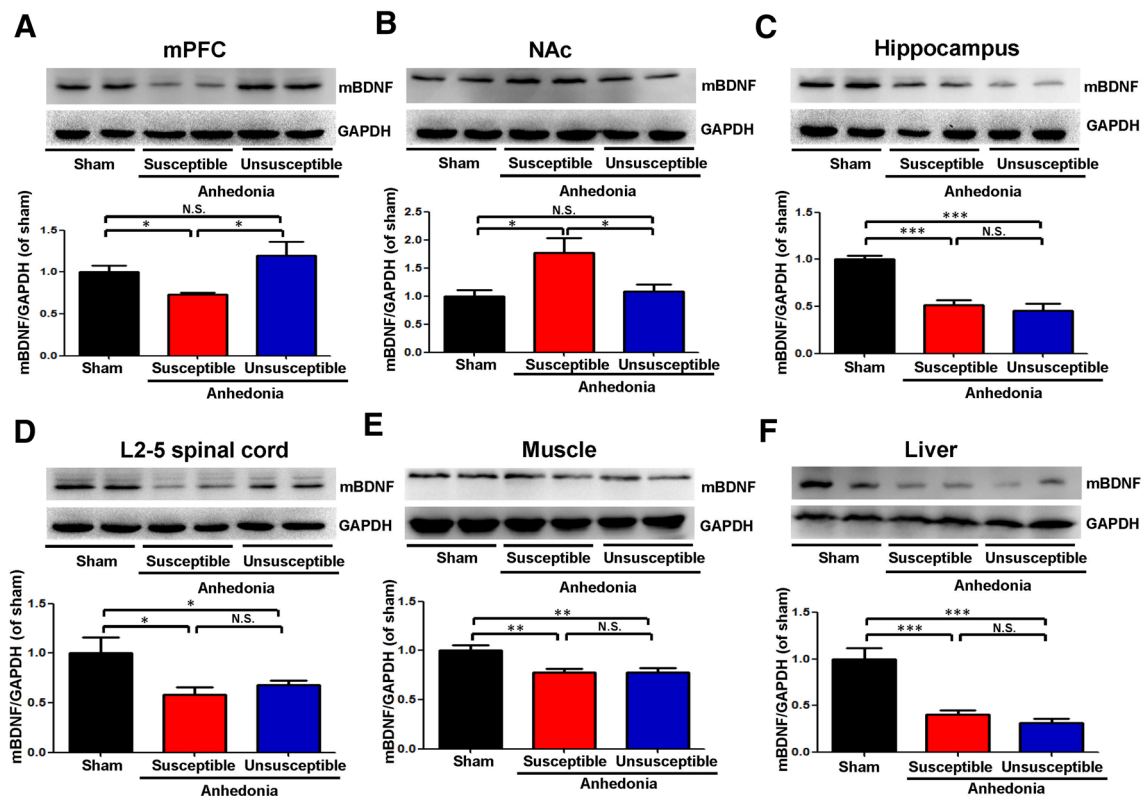 A
mPFC
mBDNF
GAPDH
Sham Susceptible Unsusceptible
Anhedonia
mBDNF/GAPDH (of sham)
1.5
1.0
0.5
0.0
N.S.
* *
Sham Susceptible Unsusceptible
Anhedonia
B
NAc
mBDNF
GAPDH
Sham Susceptible Unsusceptible
Anhedonia
mBDNF/GAPDH (of sham)
2.5
2.0
1.5
1.0
0.5
0.0
N.S.
* *
Sham Susceptible Unsusceptible
Anhedonia
C
Hippocampus
mBDNF
GAPDH
Sham Susceptible Unsusceptible
Anhedonia
mBDNF/GAPDH (of sham)
1.5
1.0
0.5
0.0
***
*** N.S.
Sham Susceptible Unsusceptible
Anhedonia
D
L2-5 spinal cord
mBDNF
GAPDH
Sham Susceptible Unsusceptible
Anhedonia
mBDNF/GAPDH (of sham)
1.5
1.0
0.5
0.0
*
* N.S.
Sham Susceptible Unsusceptible
Anhedonia
E
Muscle
mBDNF
GAPDH
Sham Susceptible Unsusceptible
Anhedonia
mBDNF/GAPDH (of sham)
1.5
1.0
0.5
0.0
**
** N.S.
Sham Susceptible Unsusceptible
Anhedonia
F
Liver
mBDNF
GAPDH
Sham Susceptible Unsusceptible
Anhedonia
mBDNF/GAPDH (of sham)
1.5
1.0
0.5
0.0
***
*** N.S.
Sham Susceptible Unsusceptible
Anhedonia